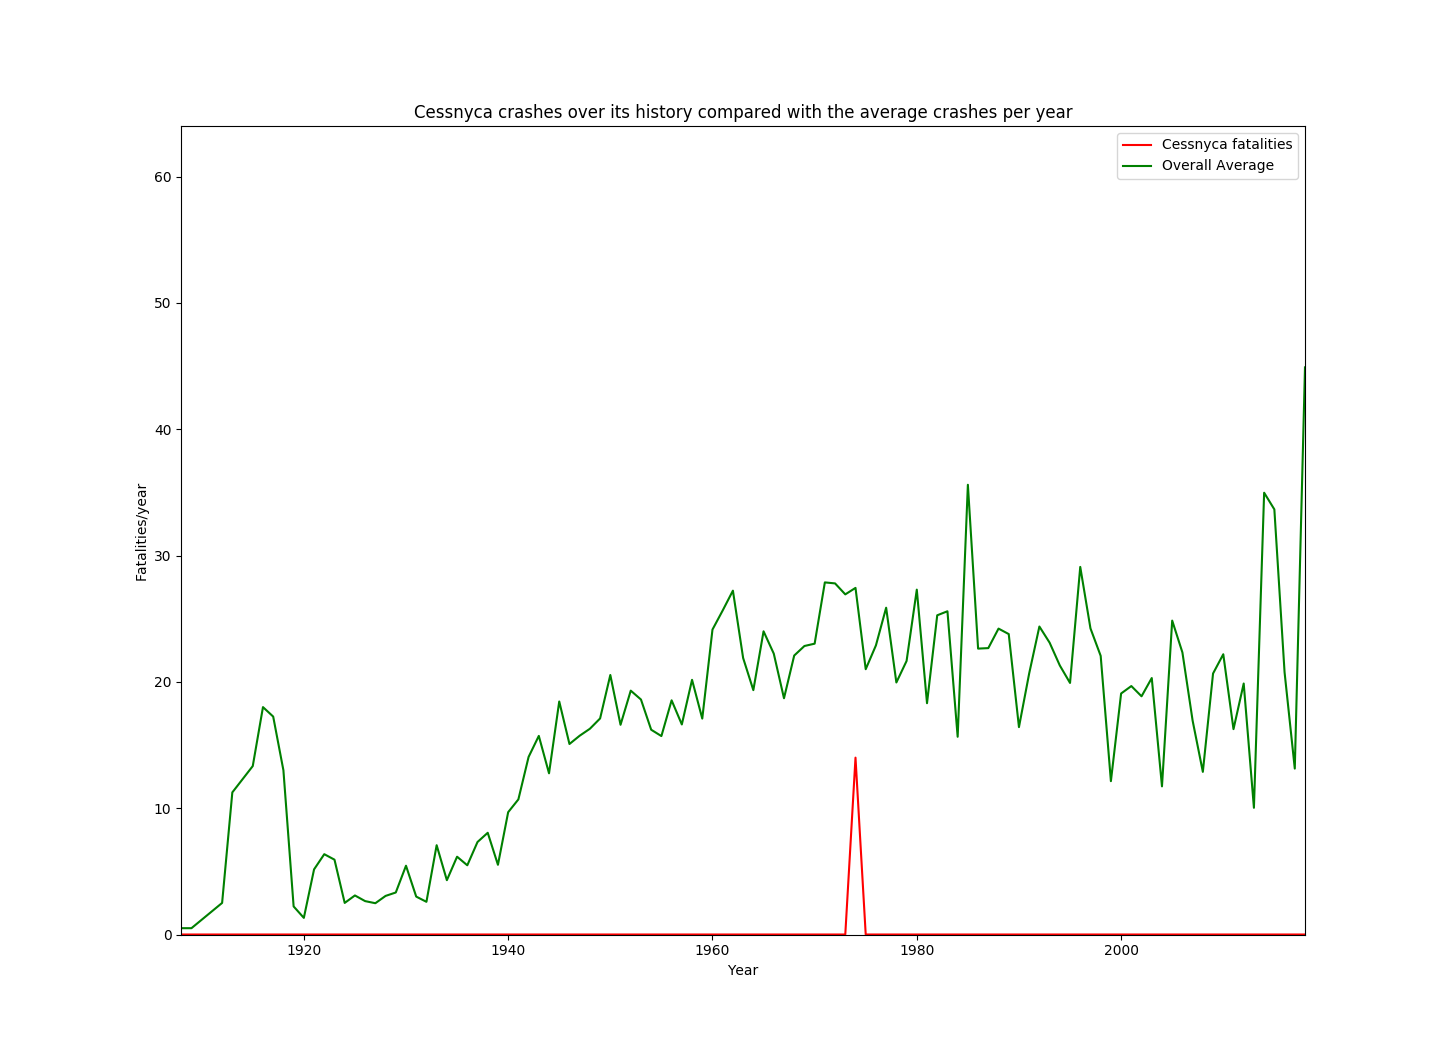 Cessnyca crashes over its history compared with the average crashes per year
Cessnyca fatalities
Overall Average
60
50
40
30
20
10
0
Fatalities/year
1920 1940 1960 1980 2000
Year